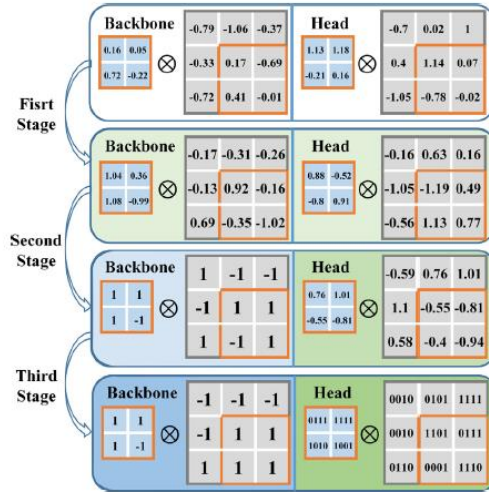 Backbone
0.16 0.05
0.72 -0.22
⊗
-0.79 -1.06 -0.37
-0.33 0.17 -0.69
-0.72 0.41 -0.01
Head
1.13 1.18
-0.21 0.16
⊗
-0.7 0.02 1
0.4 1.14 0.07
-1.05 -0.78 -0.02
Fisrt
Stage
Backbone
1.04 0.36
1.08 -0.99
⊗
-0.17 -0.31 -0.26
-0.13 0.92 -0.16
0.69 -0.35 -1.02
Head
0.88 -0.52
-0.8 0.91
⊗
-0.16 0.63 0.16
-1.05 -1.19 0.49
-0.56 1.13 0.77
Second
Stage
Backbone
1 1
1 -1
⊗
1 -1 -1
-1 1 1
1 -1 1
Head
0.76 1.01
-0.55 -0.81
⊗
-0.59 0.76 1.01
1.1 -0.55 -0.81
0.58 -0.4 -0.94
Third
Stage
Backbone
1 1
1 -1
⊗
-1 -1 -1
-1 1 1
1 1 1
Head
0111 1111
1010 1001
⊗
0010 0101 1111
0010 1101 0111
0110 0001 1110